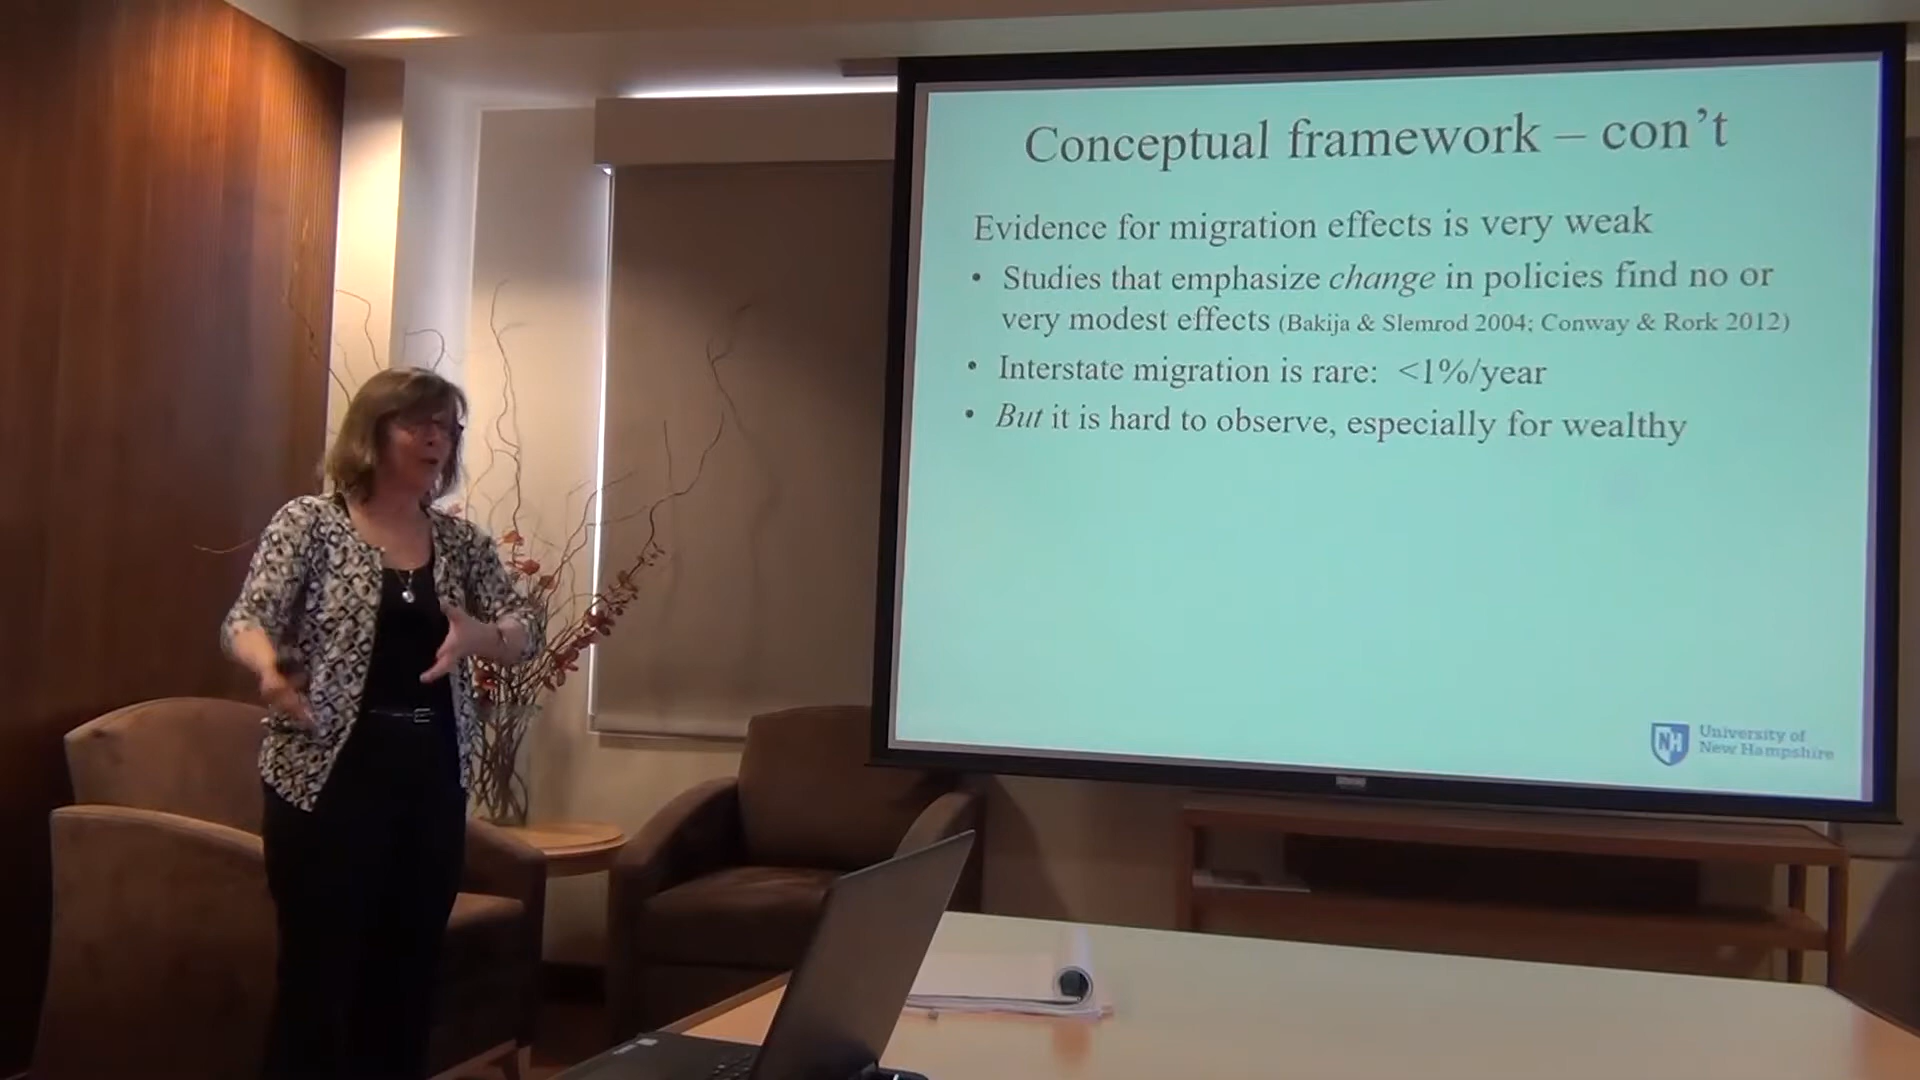 Conceptual framework – con’t
Evidence for migration effects is very weak
• Studies that emphasize change in policies find no or
very modest effects (Bakija & Slemrod 2004; Conway & Rork 2012)
• Interstate migration is rare: <1%/year
• But it is hard to observe, especially for wealthy
NH
University of
New Hampshire